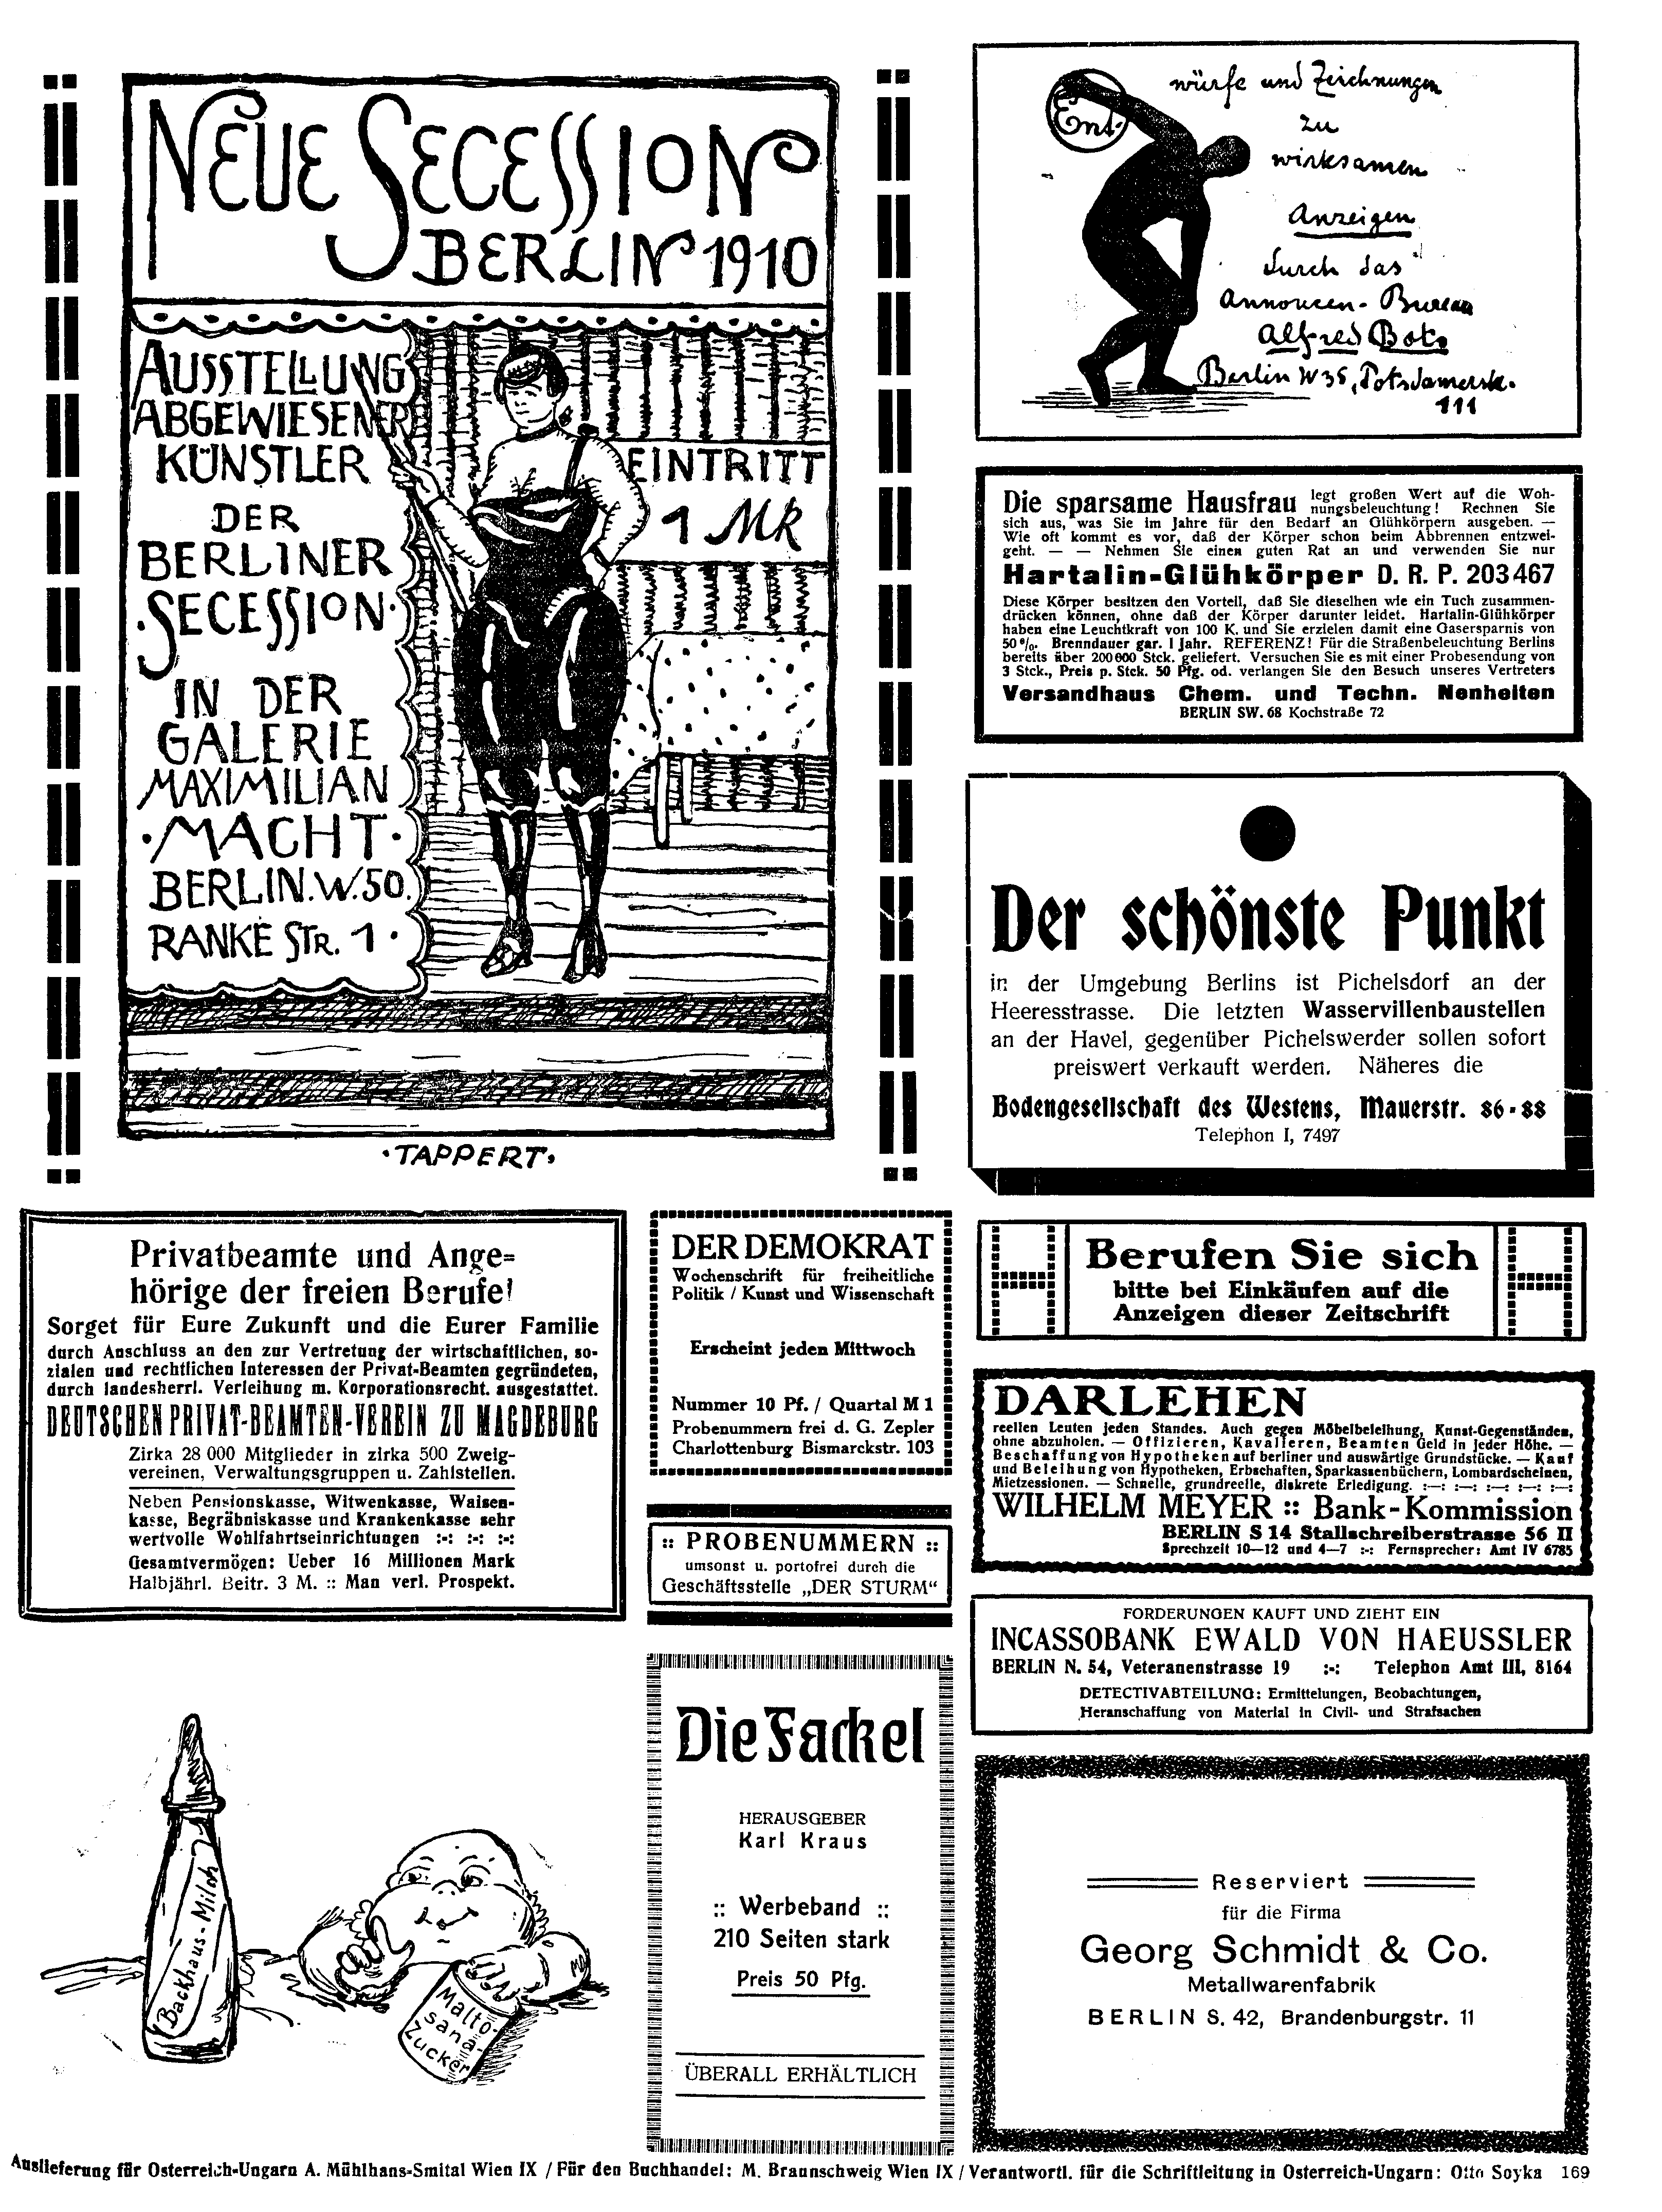 NEUE SECESSION
BERLIN 1910
AUSSTELLUNG
ABGEWIESENER
KÜNSTLER
DER
BERLINER
·SECESSION·
IN DER
GALERIE
MAXIMILIAN
·MACHT·
BERLIN.W.50.
RANKE STR. 1·
EINTRITT
1 MK
·TAPPERT·
Ent-
würfe und Zeichnungen
zu
wirksamen
Anzeigen
durch das
Annoncen-Bureau
Alfred Botz
Berlin W 35, Potsdamerstr.
111
Die sparsame Hausfrau legt großen Wert auf die Woh-
nungsbeleuchtung! Rechnen Sie
sich aus, was Sie im Jahre für den Bedarf an Glühkörpern ausgeben. —
Wie oft kommt es vor, daß der Körper schon beim Abbrennen entzwei-
geht. — — Nehmen Sie einen guten Rat an und verwenden Sie nur
Hartalin-Glühkörper D. R. P. 203467
Diese Körper besitzen den Vorteil, daß Sie dieselhen wie ein Tuch zusammen-
drücken können, ohne daß der Körper darunter leidet. Hartalin-Glühkörper
haben eine Leuchtkraft von 100 K. und Sie erzielen damit eine Gasersparnis von
50%. Brenndauer gar. 1 Jahr. REFERENZ! Für die Straßenbeleuchtung Berlins
bereits über 200000 Stck. geliefert. Versuchen Sie es mit einer Probesendung von
3 Stck., Preis p. Stck. 50 Pfg. od. verlangen Sie den Besuch unseres Vertreters
Versandhaus Chem. und Techn. Nenheiten
BERLIN SW. 68 Kochstraße 72
Der schönste Punkt
in der Umgebung Berlins ist Pichelsdorf an der
Heeresstrasse. Die letzten Wasservillenbaustellen
an der Havel, gegenüber Pichelswerder sollen sofort
preiswert verkauft werden. Näheres die
Bodengesellschaft des Westens, Mauerstr. 86-88
Telephon I, 7497
Privatbeamte und Ange=
hörige der freien Berufe!
Sorget für Eure Zukunft und die Eurer Familie
durch Anschluss an den zur Vertretung der wirtschaftlichen, so-
zialen und rechtlichen Interessen der Privat-Beamten gegründeten,
durch landesherrl. Verleihung m. Korporationsrecht. ausgestattet.
DEUTSCHEN PRIVAT-BEAMTEN-VEREIN ZU MAGDEBURG
Zirka 28 000 Mitglieder in zirka 500 Zweig-
vereinen, Verwaltungsgruppen u. Zahlstellen.
Neben Pensionskasse, Witwenkasse, Waisen-
kasse, Begräbniskasse und Krankenkasse sehr
wertvolle Wohlfahrtseinrichtungen :-: :-: :-:
Gesamtvermögen: Ueber 16 Millionen Mark
Halbjährl. Beitr. 3 M. :: Man verl. Prospekt.
DER DEMOKRAT
Wochenschrift für freiheitliche
Politik / Kunst und Wissenschaft
Erscheint jeden Mittwoch
Nummer 10 Pf. / Quartal M 1
Probenummern frei d. G. Zepler
Charlottenburg Bismarckstr. 103
:: PROBENUMMERN ::
umsonst u. portofrei durch die
Geschäftsstelle „DER STURM“
Die Fackel
HERAUSGEBER
Karl Kraus
:: Werbeband ::
210 Seiten stark
Preis 50 Pfg.
ÜBERALL ERHÄLTLICH
Berufen Sie sich
bitte bei Einkäufen auf die
Anzeigen dieser Zeitschrift
DARLEHEN
reellen Leuten jeden Standes. Auch gegen Möbelbeleihung, Kunst-Gegenständen,
ohne abzuholen. — Offizieren, Kavalieren, Beamten Geld in jeder Höhe. —
Beschaffung von Hypotheken auf berliner und auswärtige Grundstücke. — Kauf
und Beleihung von Hypotheken, Erbschaften, Sparkassenbüchern, Lombardscheinen,
Mietzessionen. — Schnelle, grundreelle, diskrete Erledigung. :—: :—: :—: :—: :—:
WILHELM MEYER :: Bank-Kommission
BERLIN S 14 Stallschreiberstrasse 56 II
Sprechzeit 10—12 und 4—7 :-: Fernsprecher: Amt IV 6785
FORDERUNGEN KAUFT UND ZIEHT EIN
INCASSOBANK EWALD VON HAEUSSLER
BERLIN N. 54, Veteranenstrasse 19 :-: Telephon Amt III, 8164
DETECTIVABTEILUNG: Ermittelungen, Beobachtungen,
Heranschaffung von Material in Civil- und Strafsachen
Reserviert
für die Firma
Georg Schmidt & Co.
Metallwarenfabrik
BERLIN S. 42, Brandenburgstr. 11
Backhaus-Milch
Malto-
sana-
Zucker
Auslieferung für Osterreich-Ungarn A. Mühlhans-Smital Wien IX / Für den Buchhandel: M. Braunschweig Wien IX / Verantwortl. für die Schriftleitung in Osterreich-Ungarn: Otto Soyka 169